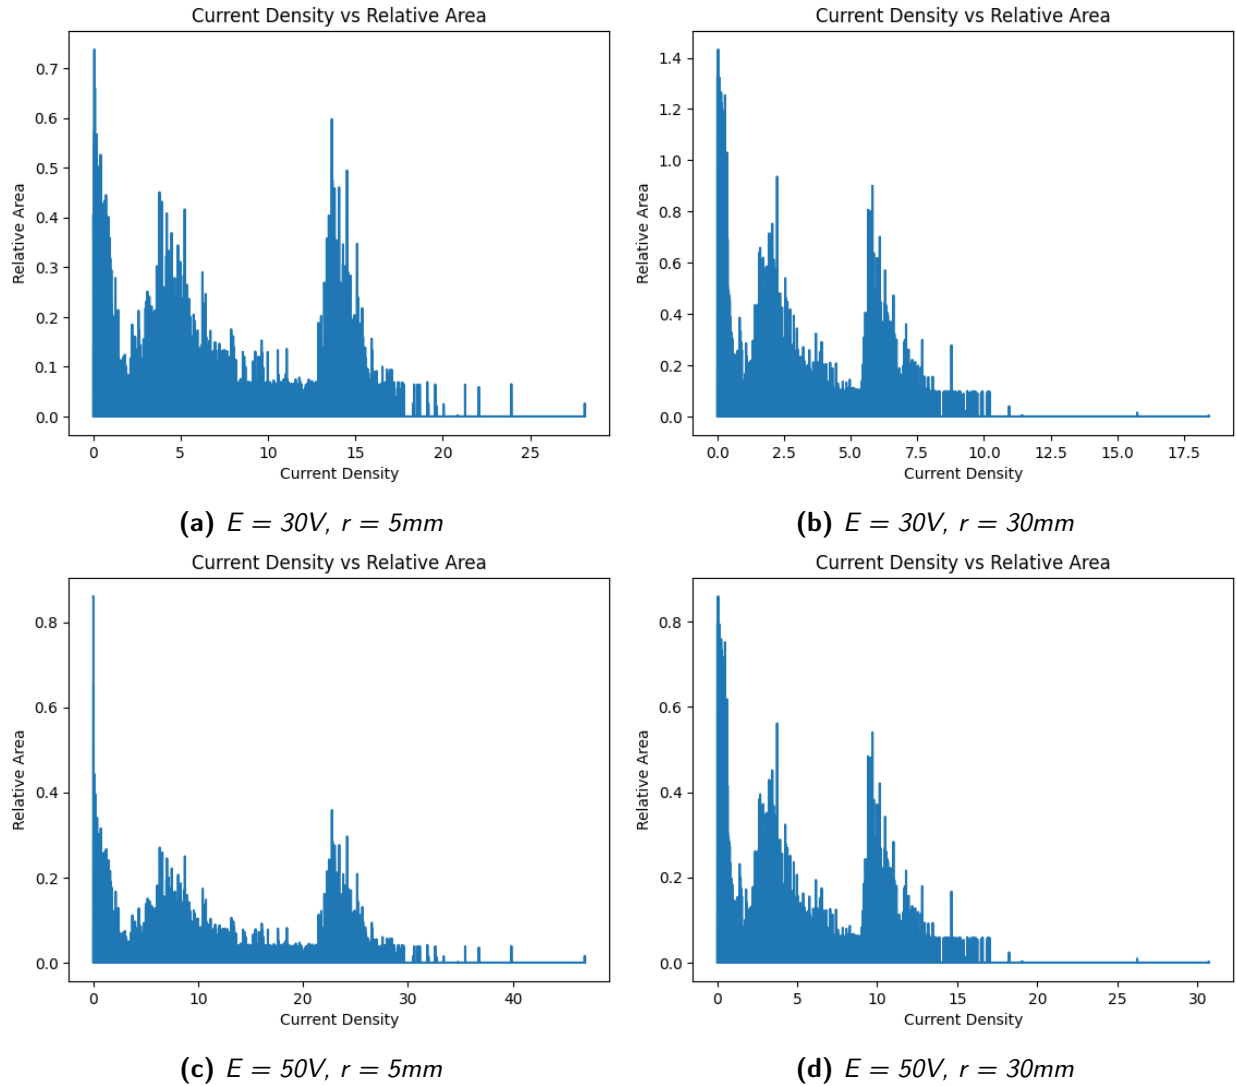 Current Density vs Relative Area
Relative Area
0.7
0.6
0.5
0.4
0.3
0.2
0.1
0.0
0 5 10 15 20 25
Current Density
(a) E = 30V, r = 5mm
Current Density vs Relative Area
Relative Area
1.4
1.2
1.0
0.8
0.6
0.4
0.2
0.0
0.0 2.5 5.0 7.5 10.0 12.5 15.0 17.5
Current Density
(b) E = 30V, r = 30mm
Current Density vs Relative Area
Relative Area
0.8
0.6
0.4
0.2
0.0
0 10 20 30 40
Current Density
(c) E = 50V, r = 5mm
Current Density vs Relative Area
Relative Area
0.8
0.6
0.4
0.2
0.0
0 5 10 15 20 25 30
Current Density
(d) E = 50V, r = 30mm